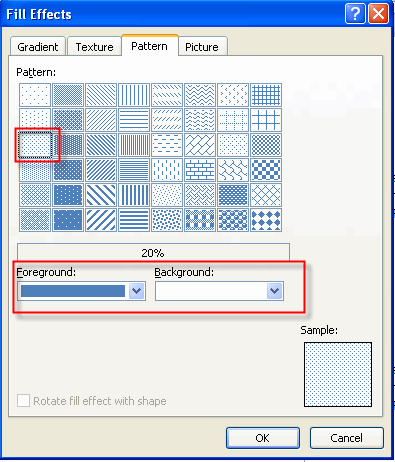 Fill Effects
Gradient Texture Pattern Picture
Pattern:
20%
Foreground: Background:
Sample:
Rotate fill effect with shape
OK Cancel